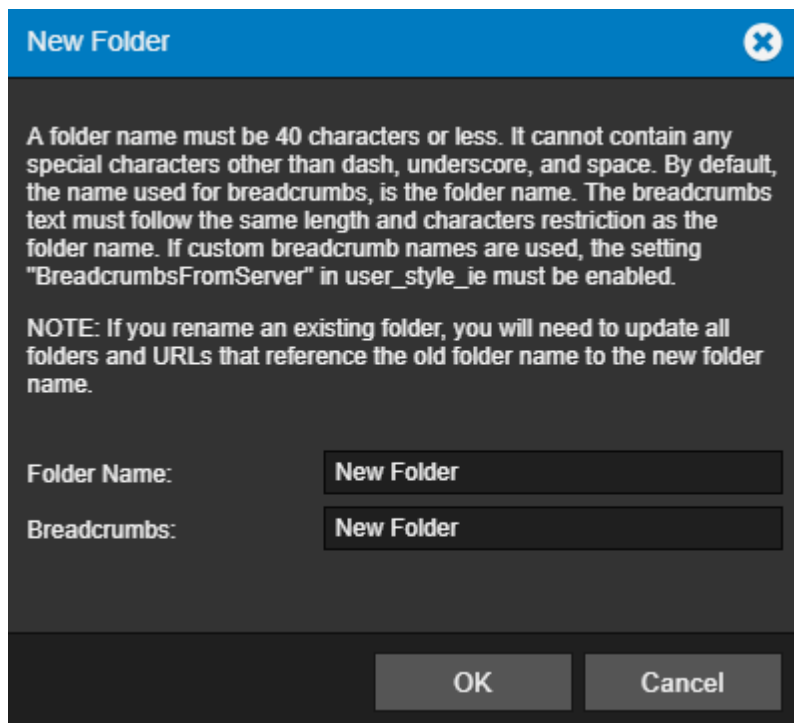 New Folder
A folder name must be 40 characters or less. It cannot contain any
special characters other than dash, underscore, and space. By default,
the name used for breadcrumbs, is the folder name. The breadcrumbs
text must follow the same length and characters restriction as the
folder name. If custom breadcrumb names are used, the setting
"BreadcrumbsFromServer" in user_style_ie must be enabled.
NOTE: If you rename an existing folder, you will need to update all
folders and URLs that reference the old folder name to the new folder
name.
Folder Name: New Folder
Breadcrumbs: New Folder
OK Cancel